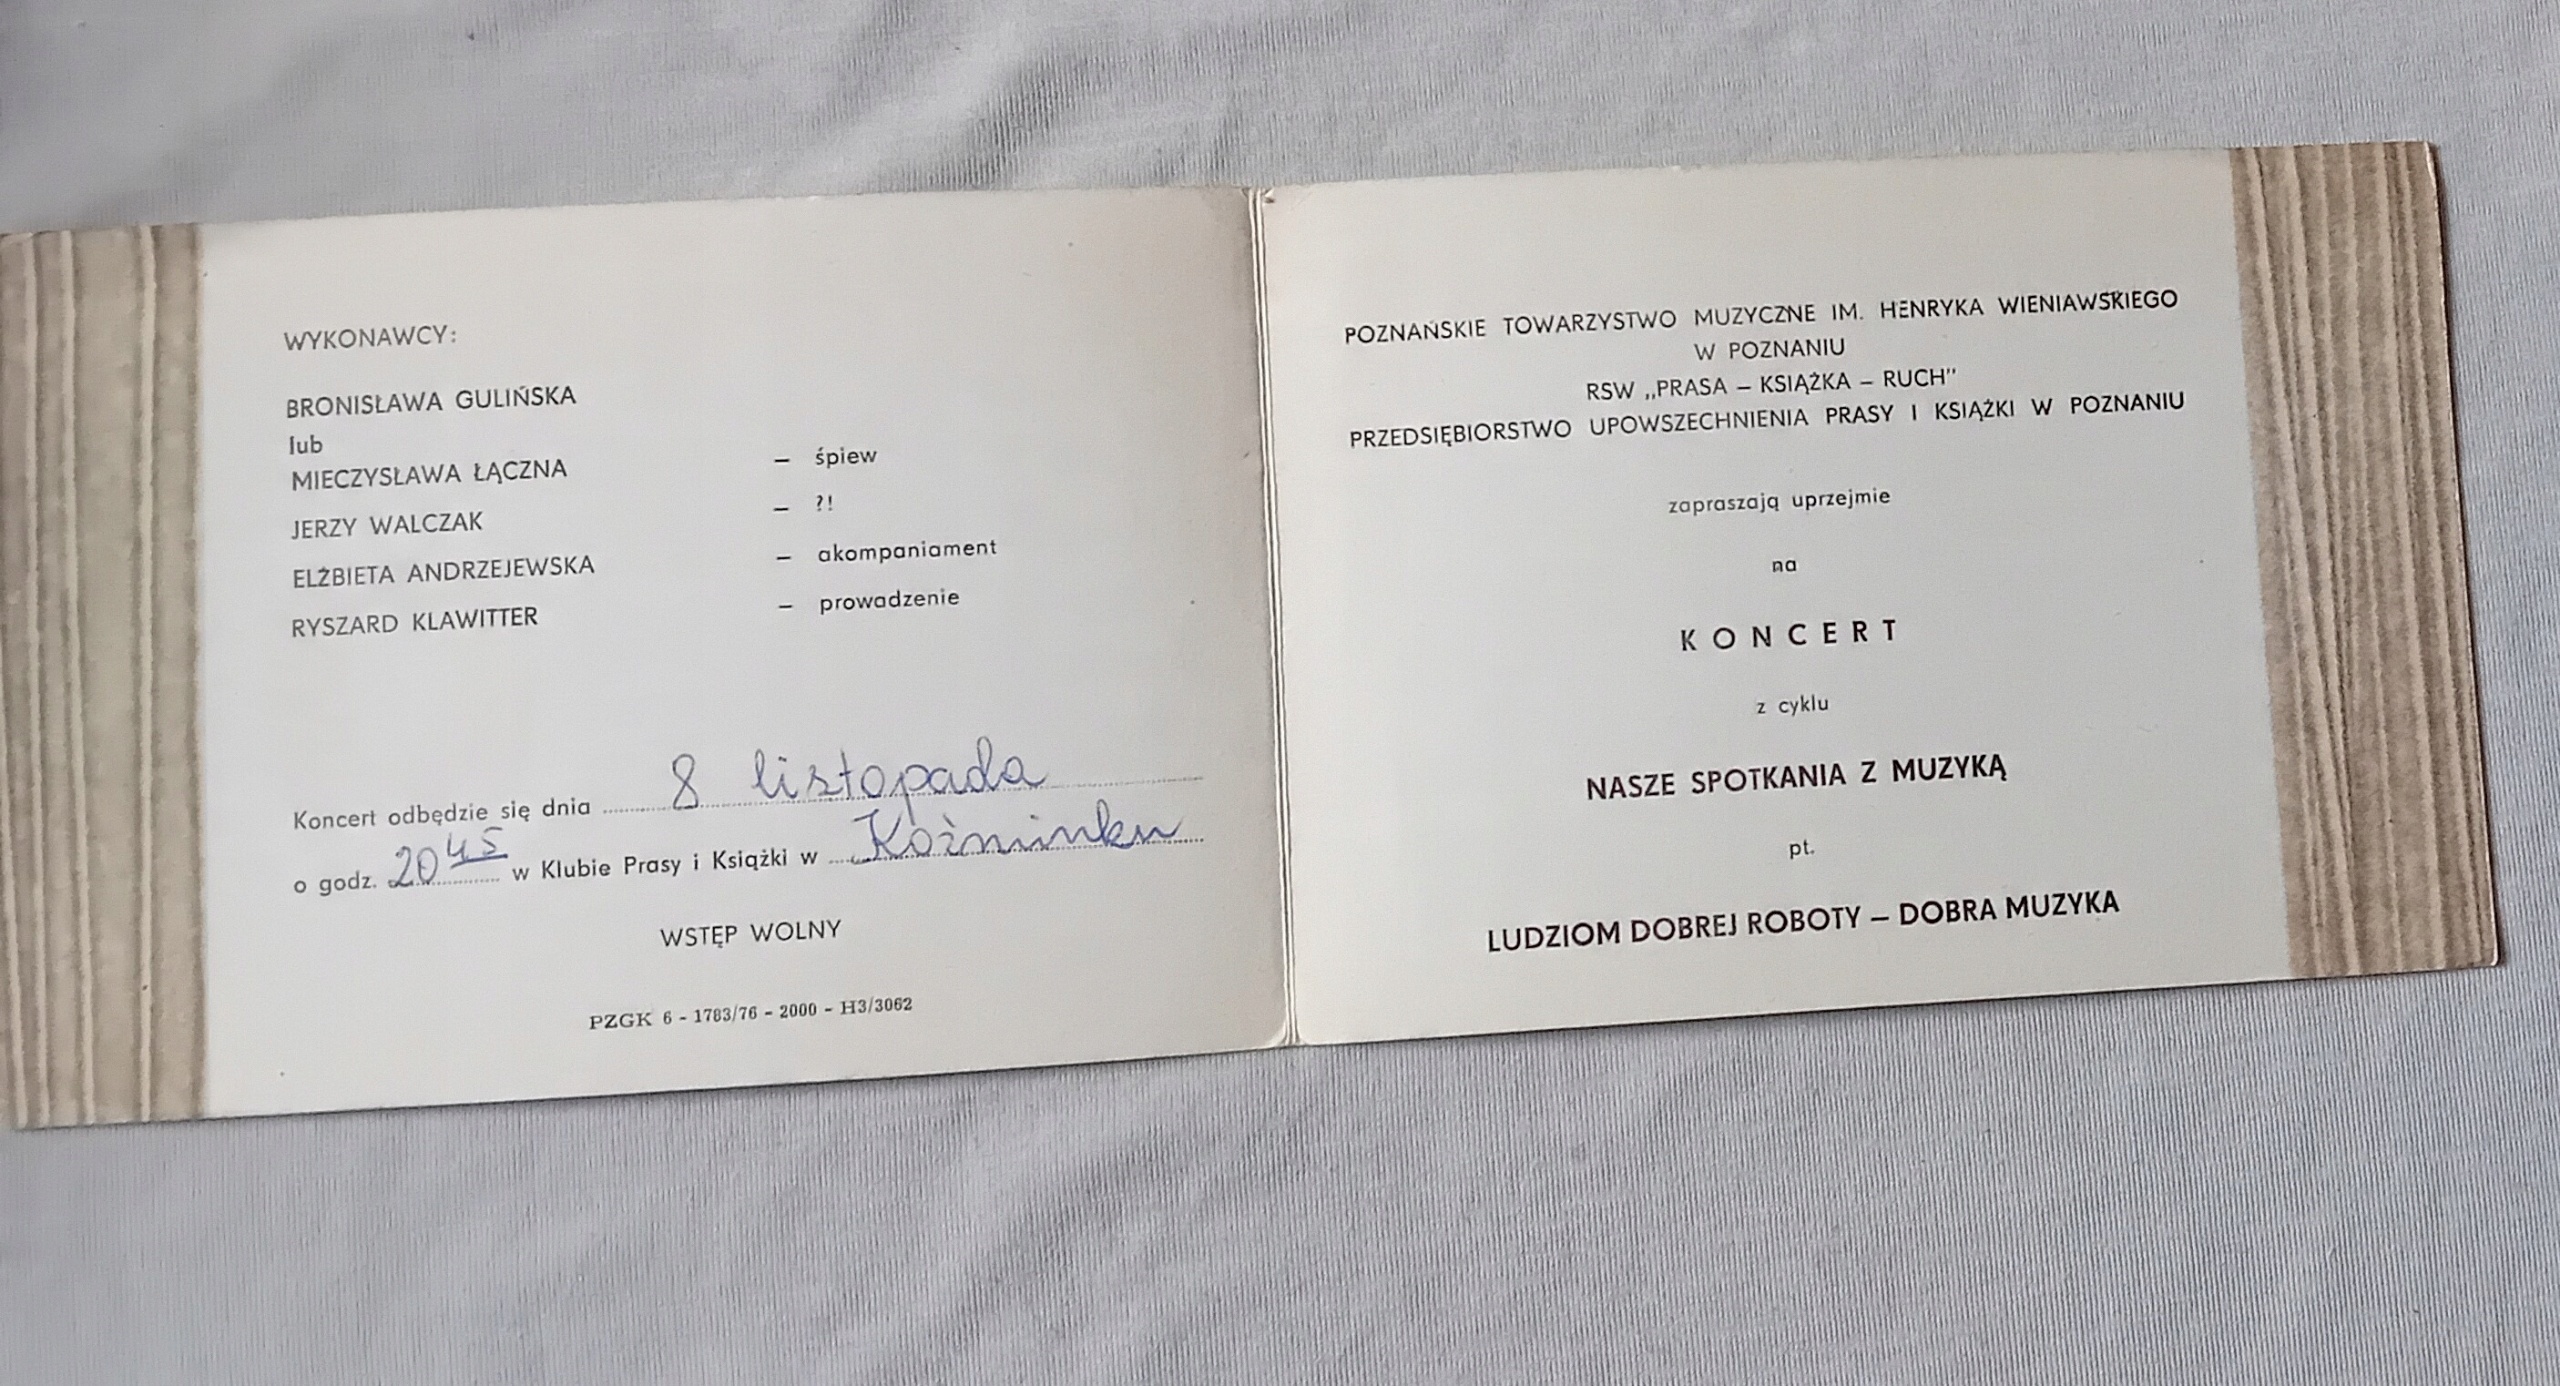 WYKONAWCY:
BRONISŁAWA GULIŃSKA
lub
MIECZYSŁAWA ŁĄCZNA – śpiew
JERZY WALCZAK – ?!
ELŻBIETA ANDRZEJEWSKA – akompaniament
RYSZARD KLAWITTER – prowadzenie
Koncert odbędzie się dnia 8 listopada
o godz. 20 45 w Klubie Prasy i Książki w Koźminku
WSTĘP WOLNY
PZGK 6 - 1783/76 - 2000 - H3/3062
POZNAŃSKIE TOWARZYSTWO MUZYCZNE IM. HENRYKA WIENIAWSKIEGO
W POZNANIU
RSW „PRASA – KSIĄŻKA – RUCH”
PRZEDSIĘBIORSTWO UPOWSZECHNIENIA PRASY I KSIĄŻKI W POZNANIU
zapraszają uprzejmie
na
KONCERT
z cyklu
NASZE SPOTKANIA Z MUZYKĄ
pt.
LUDZIOM DOBREJ ROBOTY – DOBRA MUZYKA